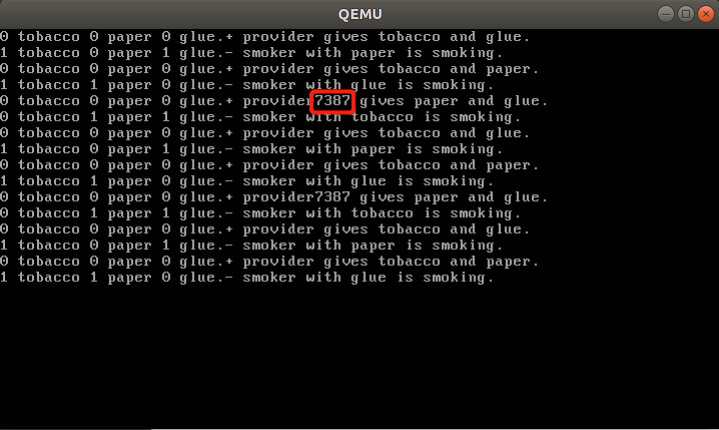 QEMU
0 tobacco 0 paper 0 glue.+ provider gives tobacco and glue.
1 tobacco 0 paper 1 glue.- smoker with paper is smoking.
0 tobacco 0 paper 0 glue.+ provider gives tobacco and paper.
1 tobacco 1 paper 0 glue.- smoker with glue is smoking.
0 tobacco 0 paper 0 glue.+ provider7387 gives paper and glue.
0 tobacco 1 paper 1 glue.- smoker with tobacco is smoking.
0 tobacco 0 paper 0 glue.+ provider gives tobacco and glue.
1 tobacco 0 paper 1 glue.- smoker with paper is smoking.
0 tobacco 0 paper 0 glue.+ provider gives tobacco and paper.
1 tobacco 1 paper 0 glue.- smoker with glue is smoking.
0 tobacco 0 paper 0 glue.+ provider7387 gives paper and glue.
0 tobacco 1 paper 1 glue.- smoker with tobacco is smoking.
0 tobacco 0 paper 0 glue.+ provider gives tobacco and glue.
1 tobacco 0 paper 1 glue.- smoker with paper is smoking.
0 tobacco 0 paper 0 glue.+ provider gives tobacco and paper.
1 tobacco 1 paper 0 glue.- smoker with glue is smoking.